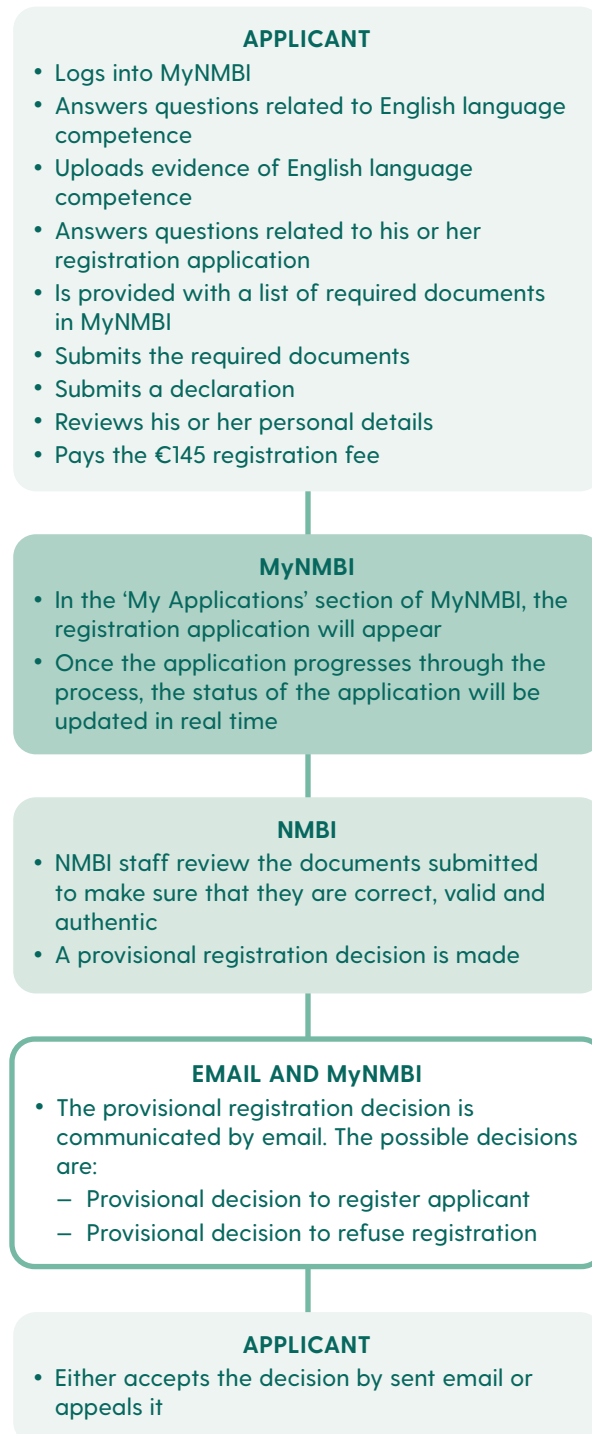 APPLICANT
• Logs into MyNMBI
• Answers questions related to English language
competence
• Uploads evidence of English language
competence
• Answers questions related to his or her
registration application
• Is provided with a list of required documents
in MyNMBI
• Submits the required documents
• Submits a declaration
• Reviews his or her personal details
• Pays the €145 registration fee
MyNMBI
• In the ‘My Applications’ section of MyNMBI, the
registration application will appear
• Once the application progresses through the
process, the status of the application will be
updated in real time
NMBI
• NMBI staff review the documents submitted
to make sure that they are correct, valid and
authentic
• A provisional registration decision is made
EMAIL AND MyNMBI
• The provisional registration decision is
communicated by email. The possible decisions
are:
– Provisional decision to register applicant
– Provisional decision to refuse registration
APPLICANT
• Either accepts the decision by sent email or
appeals it